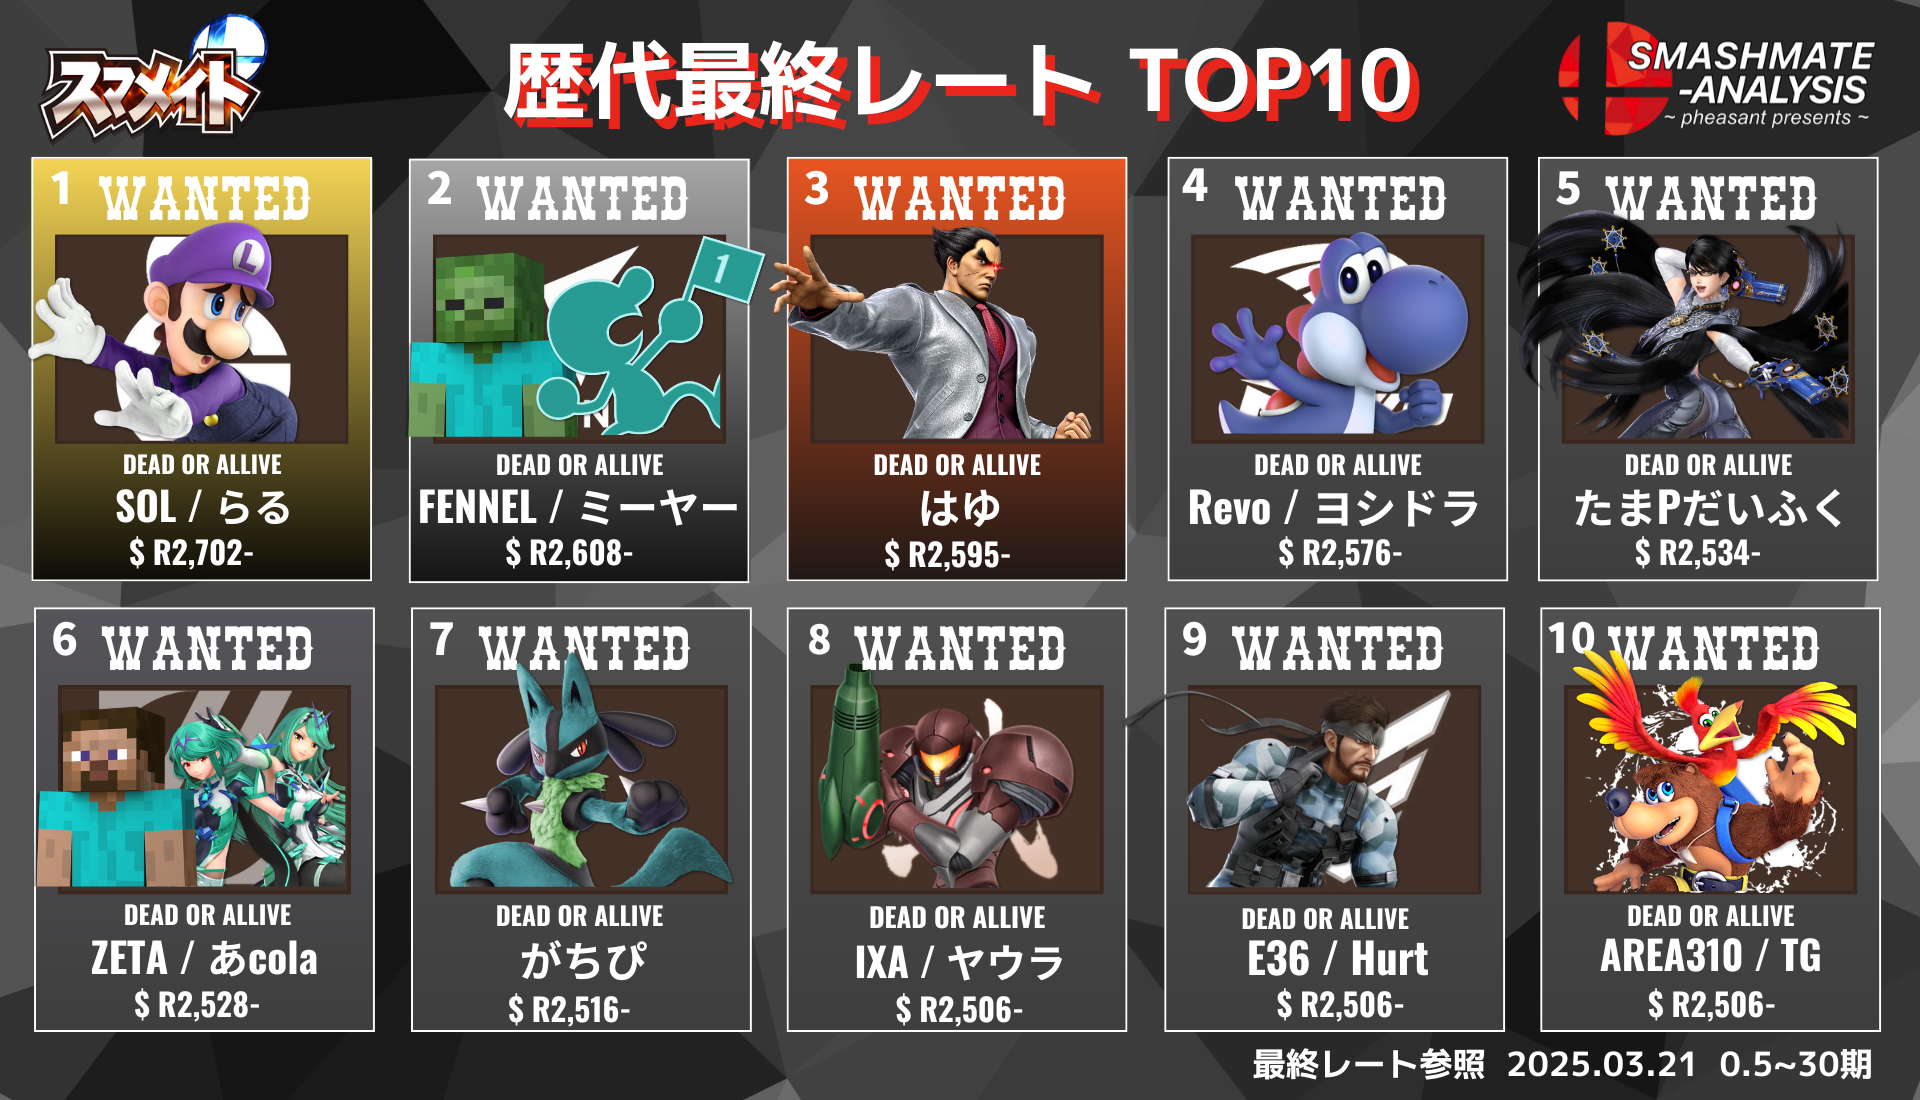 スマメイト
歴代最終レート TOP10
SMASHMATE
-ANALYSIS
~ pheasant presents ~
1 WANTED
DEAD OR ALLIVE
SOL / らる
$ R2,702-
2 WANTED
1
DEAD OR ALLIVE
FENNEL / ミーヤー
$ R2,608-
3 WANTED
DEAD OR ALLIVE
はゆ
$ R2,595-
4 WANTED
DEAD OR ALLIVE
Revo / ヨシドラ
$ R2,576-
5 WANTED
DEAD OR ALLIVE
たまPだいふく
$ R2,534-
6 WANTED
DEAD OR ALLIVE
ZETA / あcola
$ R2,528-
7 WANTED
DEAD OR ALLIVE
がちぴ
$ R2,516-
8 WANTED
DEAD OR ALLIVE
IXA / ヤウラ
$ R2,506-
9 WANTED
DEAD OR ALLIVE
E36 / Hurt
$ R2,506-
10 WANTED
DEAD OR ALLIVE
AREA310 / TG
$ R2,506-
最終レート参照 2025.03.21 0.5~30期